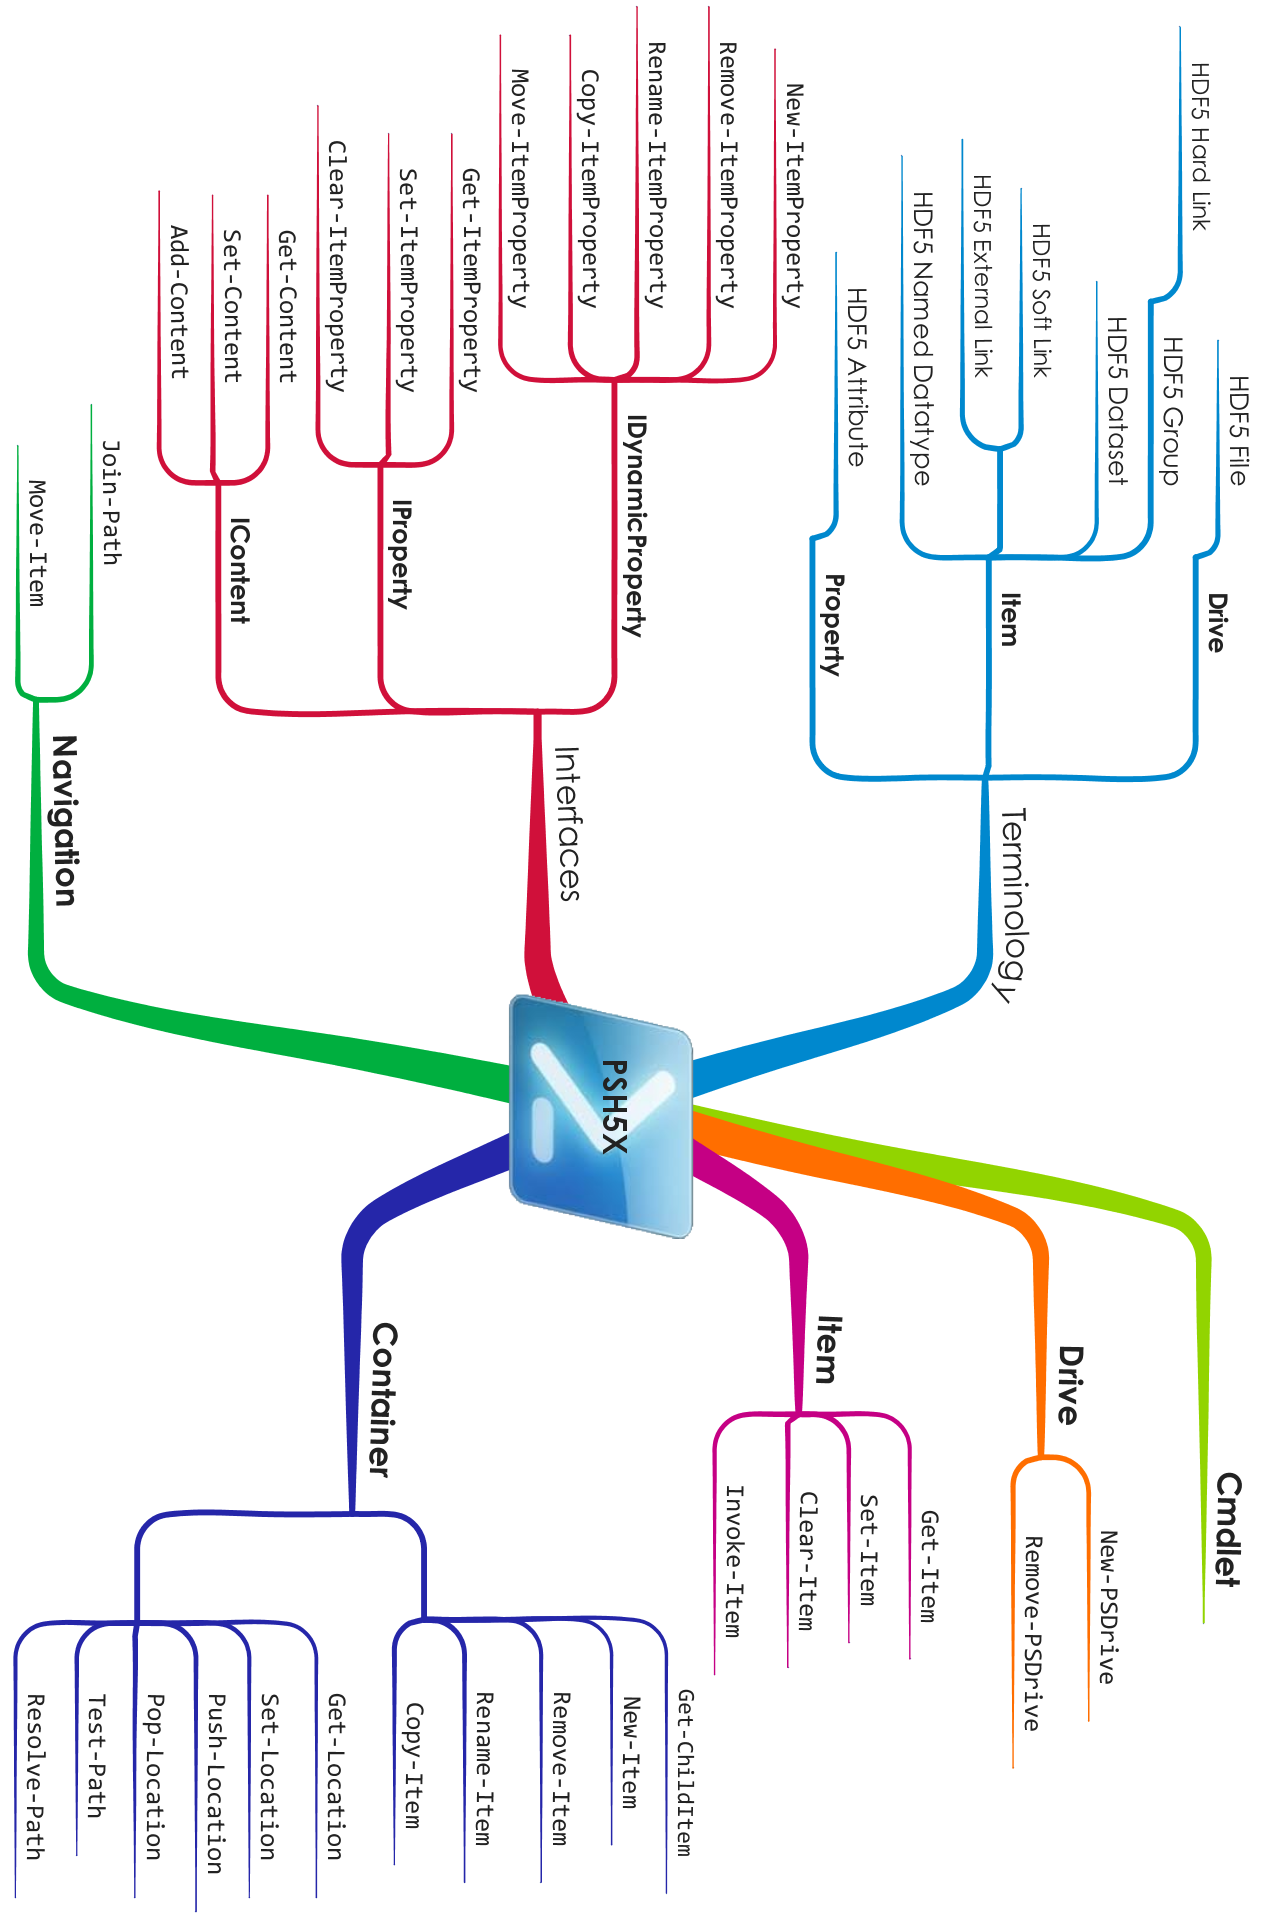 PSH5X
Cmdlet
Drive
New-PSDrive
Remove-PSDrive
Item
Get-Item
Set-Item
Clear-Item
Invoke-Item
Container
Get-ChildItem
New-Item
Remove-Item
Rename-Item
Copy-Item
Get-Location
Set-Location
Push-Location
Pop-Location
Test-Path
Resolve-Path
Terminology
Drive
HDF5 File
Item
HDF5 Group
HDF5 Hard Link
HDF5 Dataset
HDF5 Soft Link
HDF5 External Link
HDF5 Named Datatype
Property
HDF5 Attribute
Interfaces
IDynamicProperty
New-ItemProperty
Remove-ItemProperty
Rename-ItemProperty
Copy-ItemProperty
Move-ItemProperty
IProperty
Get-ItemProperty
Set-ItemProperty
Clear-ItemProperty
IContent
Get-Content
Set-Content
Add-Content
Navigation
Join-Path
Move-Item